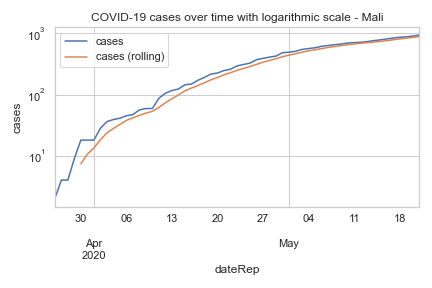 COVID-19 cases over time with logarithmic scale - Mali
10³
cases
cases (rolling)
10²
cases
10¹
30 06 13 20 27 04 11 18
Apr May
2020
dateRep